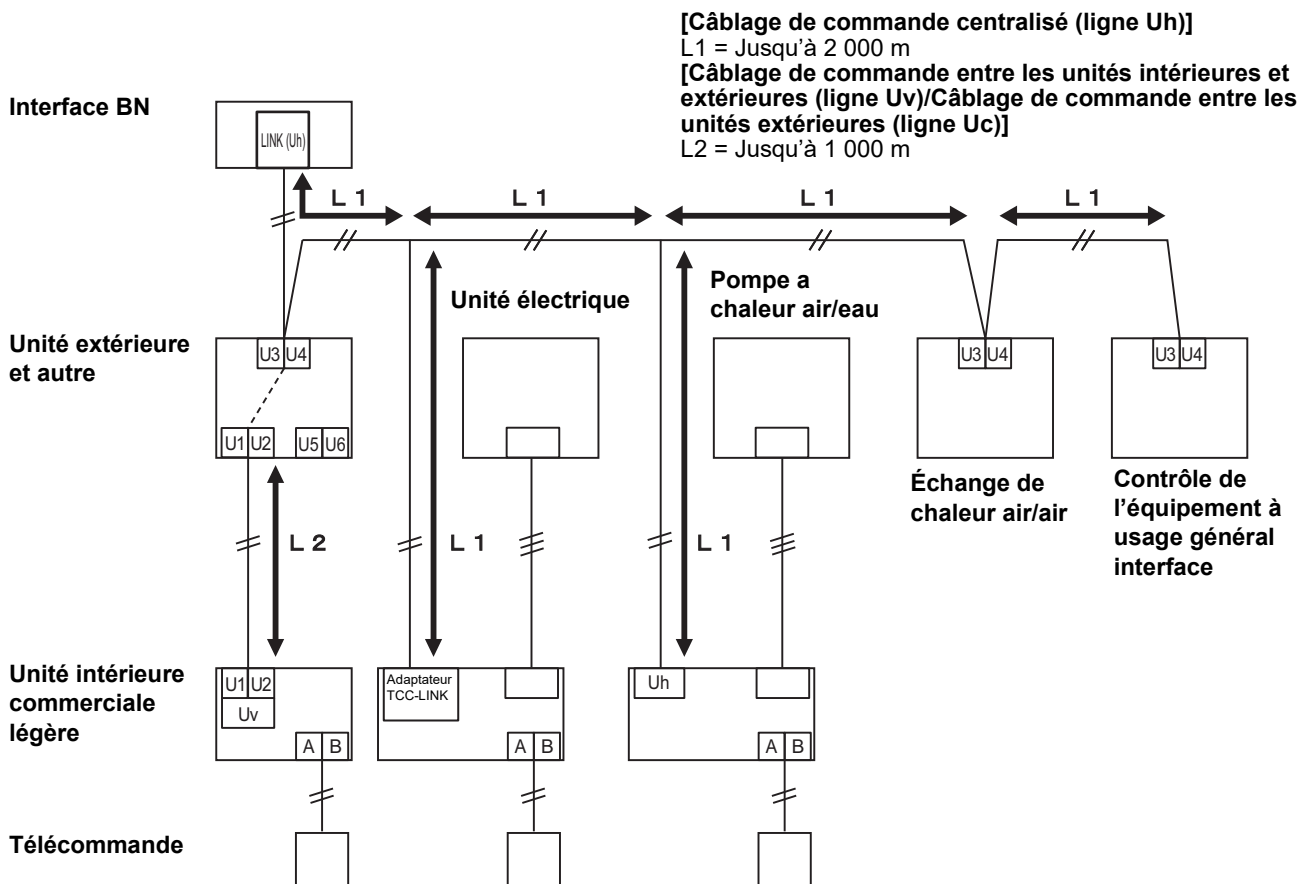 [Câblage de commande centralisé (ligne Uh)]
L1 = Jusqu’à 2 000 m
[Câblage de commande entre les unités intérieures et
extérieures (ligne Uv)/Câblage de commande entre les
unités extérieures (ligne Uc)]
L2 = Jusqu’à 1 000 m
Interface BN
LINK (Uh)
L 1
L 1
L 1
L 1
Unité électrique
Pompe a
chaleur air/eau
Unité extérieure
et autre
U3 U4
U1 U2
U5 U6
U3 U4
U3 U4
Échange de
chaleur air/air
Contrôle de
l’équipement à
usage général
interface
L 2
L 1
L 1
Unité intérieure
commerciale
légère
U1 U2
Uv
A B
Adaptateur
TCC-LINK
A B
Uh
A B
Télécommande